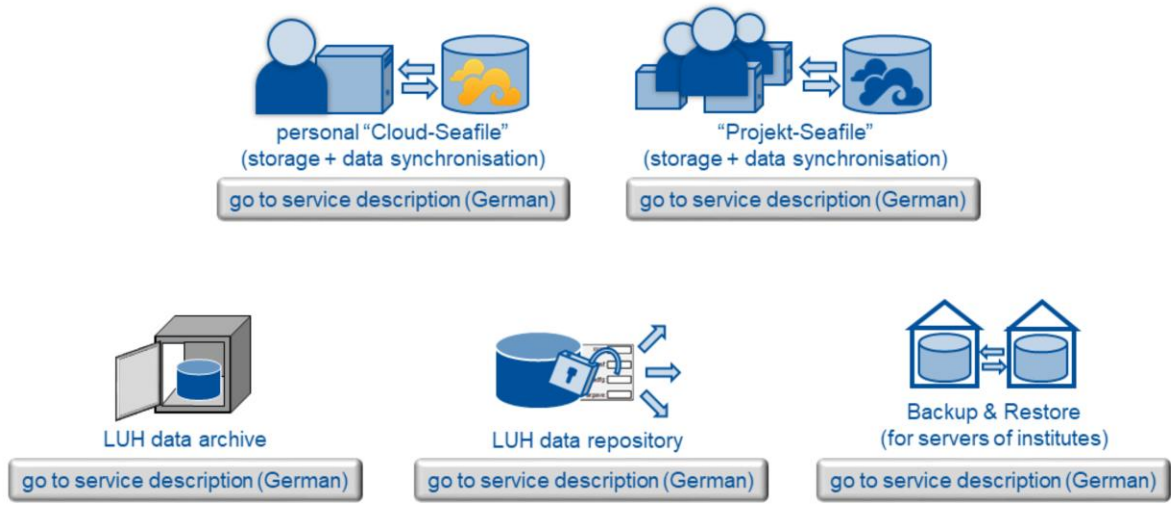 personal “Cloud-Seafile”
(storage + data synchronisation)
go to service description (German)
“Projekt-Seafile”
(storage + data synchronisation)
go to service description (German)
LUH data archive
go to service description (German)
LUH data repository
go to service description (German)
Backup & Restore
(for servers of institutes)
go to service description (German)